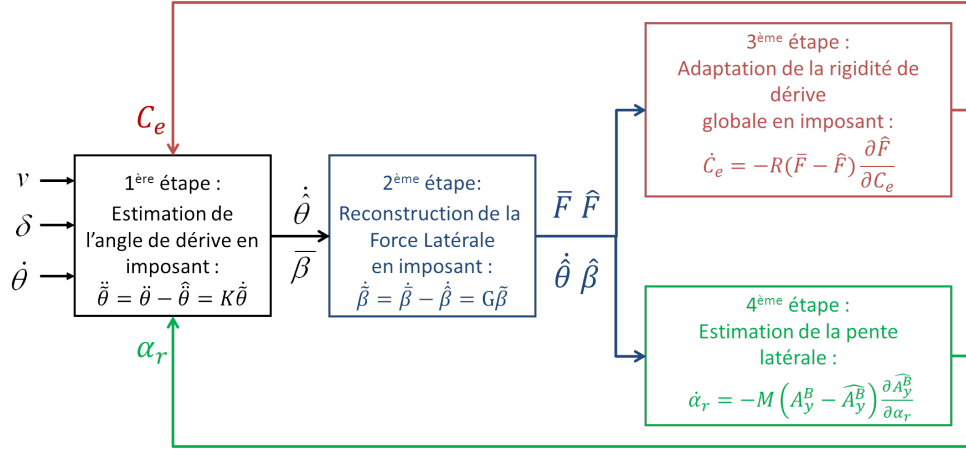 C_e
v
δ
θ̇
1ère étape :
Estimation de
l'angle de dérive en
imposant :
θ̃̈ = θ̈ − θ̂̈ = Kθ̃̇
α_r
θ̂̇
β̅
2ème étape:
Reconstruction de la
Force Latérale
en imposant :
β̃̇ = β̇ − β̂̇ = Gβ̃
F̅ F̂
θ̂̇ β̂
3ème étape :
Adaptation de la rigidité de
dérive
globale en imposant :
Ċ_e = −R(F̅ − F̂) ∂F̂/∂C_e
4ème étape :
Estimation de la pente
latérale :
α̇_r = −M (A_y^B − Â_y^B) ∂Â_y^B/∂α_r